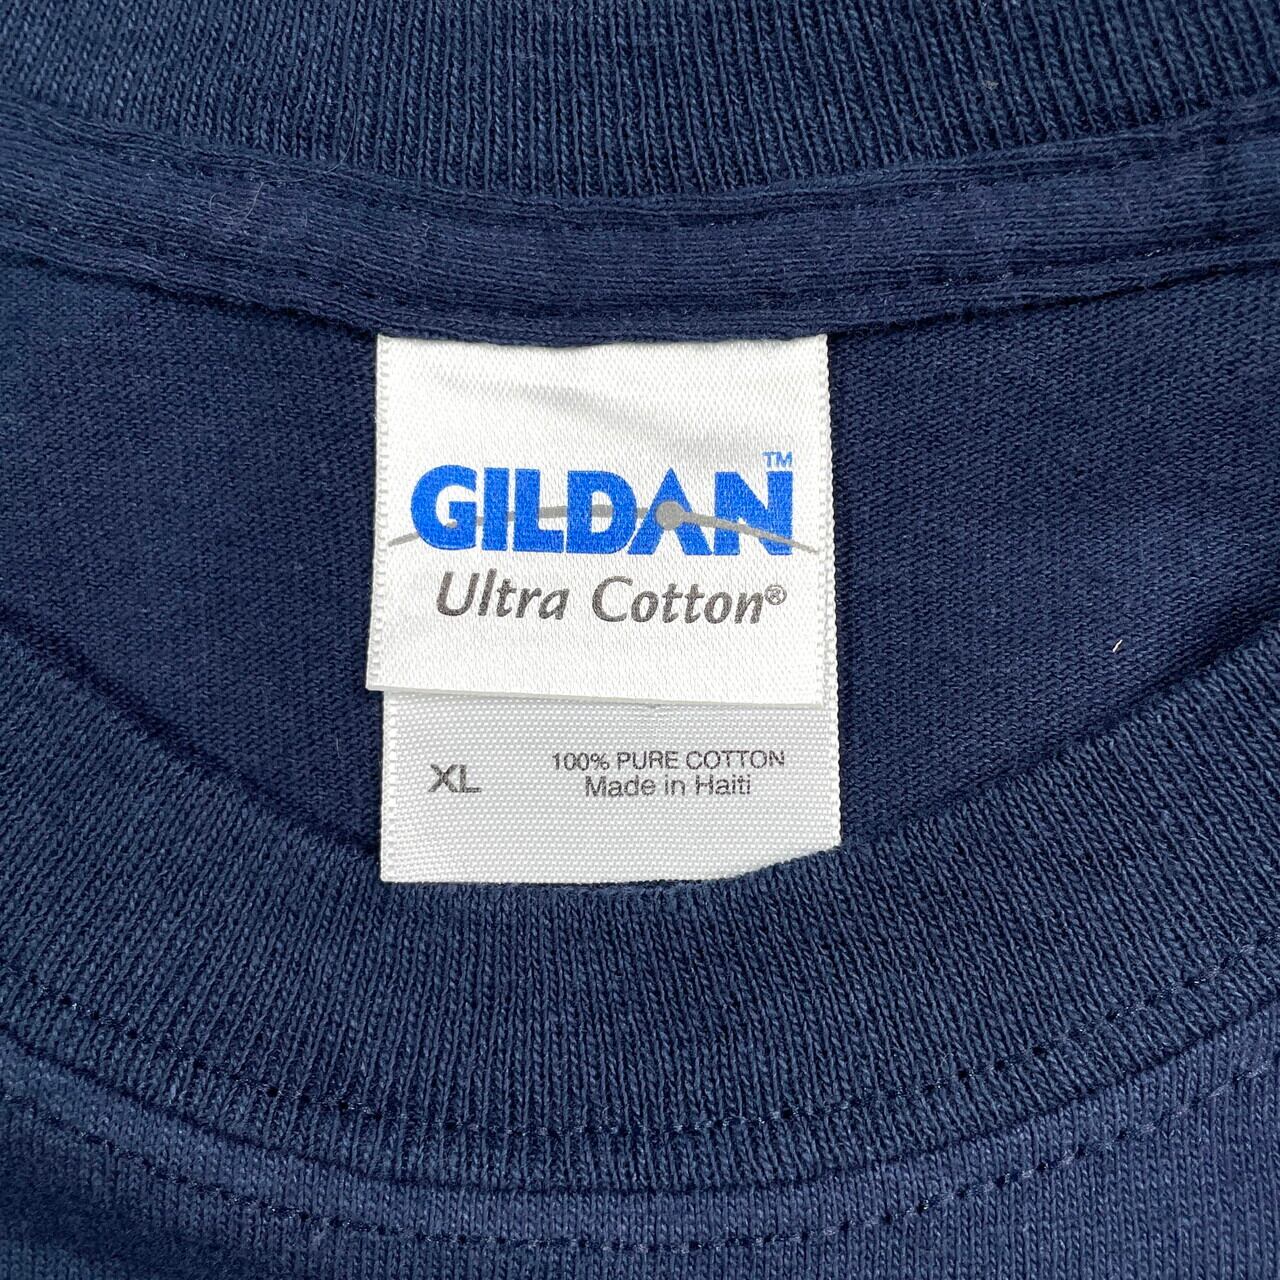 GILDAN™
Ultra Cotton®
XL
100% PURE COTTON
Made in Haiti